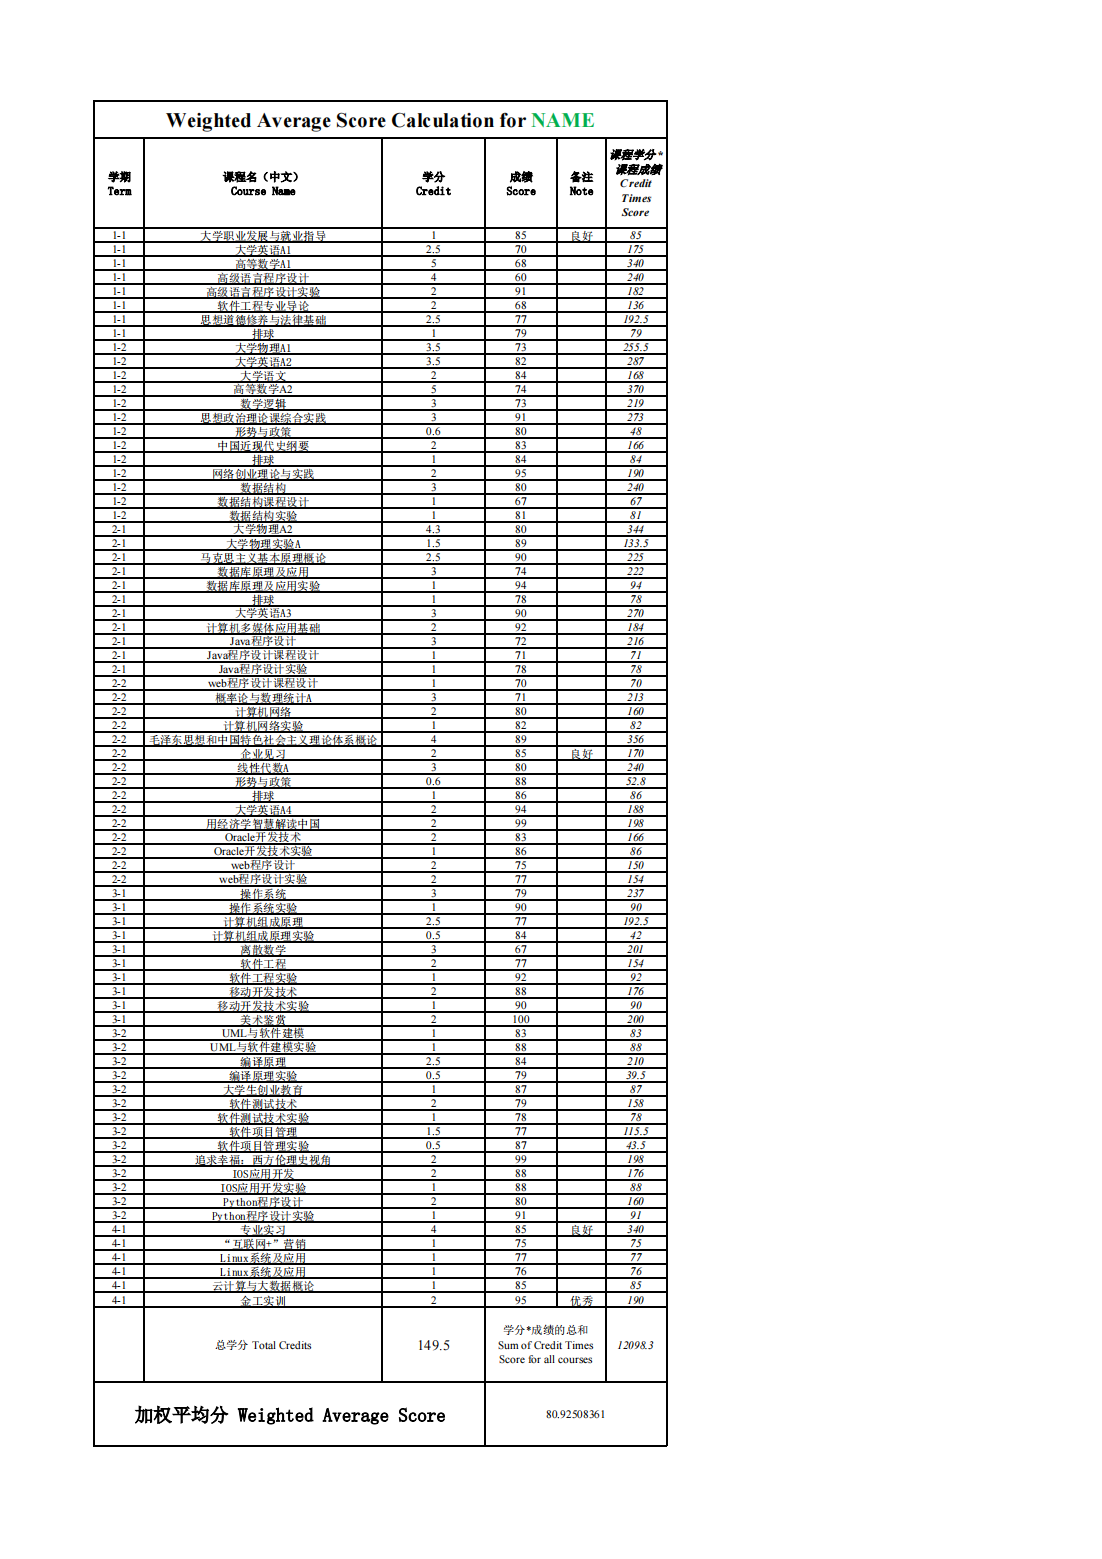 Weighted Average Score Calculation for NAME
学期 Term 课程名（中文） Course Name 学分 Credit 成绩 Score 备注 Note 课程学分*课程成绩 Credit Times Score
1-1 大学职业发展与就业指导 1 85 良好 85
1-1 大学英语A1 2.5 70 175
1-1 高等数学A1 5 68 340
1-1 高级语言程序设计 4 60 240
1-1 高级语言程序设计实验 2 91 182
1-1 软件工程专业导论 2 68 136
1-1 思想道德修养与法律基础 2.5 77 192.5
1-1 排球 1 79 79
1-2 大学物理A1 3.5 73 255.5
1-2 大学英语A2 3.5 82 287
1-2 大学语文 2 84 168
1-2 高等数学A2 5 74 370
1-2 数学逻辑 3 73 219
1-2 思想政治理论课综合实践 3 91 273
1-2 形势与政策 0.6 80 48
1-2 中国近现代史纲要 2 83 166
1-2 排球 1 84 84
1-2 网络创业理论与实践 2 95 190
1-2 数据结构 3 80 240
1-2 数据结构课程设计 1 67 67
1-2 数据结构实验 1 81 81
2-1 大学物理A2 4.3 80 344
2-1 大学物理实验A 1.5 89 133.5
2-1 马克思主义基本原理概论 2.5 90 225
2-1 数据库原理及应用 3 74 222
2-1 数据库原理及应用实验 1 94 94
2-1 排球 1 78 78
2-1 大学英语A3 3 90 270
2-1 计算机多媒体应用基础 2 92 184
2-1 Java程序设计 3 72 216
2-1 Java程序设计课程设计 1 71 71
2-1 Java程序设计实验 1 78 78
2-2 web程序设计课程设计 1 70 70
2-2 概率论与数理统计A 3 71 213
2-2 计算机网络 2 80 160
2-2 计算机网络实验 1 82 82
2-2 毛泽东思想和中国特色社会主义理论体系概论 4 89 356
2-2 企业见习 2 85 良好 170
2-2 线性代数A 3 80 240
2-2 形势与政策 0.6 88 52.8
2-2 排球 1 86 86
2-2 大学英语A4 2 94 188
2-2 用经济学智慧解读中国 2 99 198
2-2 Oracle开发技术 2 83 166
2-2 Oracle开发技术实验 1 86 86
2-2 web程序设计 2 75 150
2-2 web程序设计实验 2 77 154
3-1 操作系统 3 79 237
3-1 操作系统实验 1 90 90
3-1 计算机组成原理 2.5 77 192.5
3-1 计算机组成原理实验 0.5 84 42
3-1 离散数学 3 67 201
3-1 软件工程 2 77 154
3-1 软件工程实验 1 92 92
3-1 移动开发技术 2 88 176
3-1 移动开发技术实验 1 90 90
3-1 美术鉴赏 2 100 200
3-2 UML与软件建模 1 83 83
3-2 UML与软件建模实验 1 88 88
3-2 编译原理 2.5 84 210
3-2 编译原理实验 0.5 79 39.5
3-2 大学生创业教育 1 87 87
3-2 软件测试技术 2 79 158
3-2 软件测试技术实验 1 78 78
3-2 软件项目管理 1.5 77 115.5
3-2 软件项目管理实验 0.5 87 43.5
3-2 追求幸福：西方伦理史视角 2 99 198
3-2 IOS应用开发 2 88 176
3-2 IOS应用开发实验 1 88 88
3-2 Python程序设计 2 80 160
3-2 Python程序设计实验 1 91 91
4-1 专业实习 4 85 良好 340
4-1 “互联网+”营销 1 75 75
4-1 Linux系统及应用 1 77 77
4-1 Linux系统及应用 1 76 76
4-1 云计算与大数据概论 1 85 85
4-1 金工实训 2 95 优秀 190
总学分 Total Credits 149.5 学分*成绩的总和 Sum of Credit Times Score for all courses 12098.3
加权平均分 Weighted Average Score 80.92508361